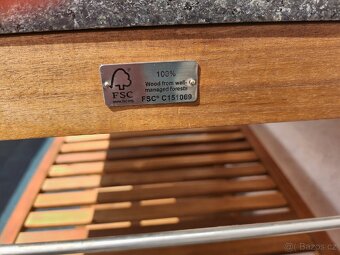 100%
Wood from well-
managed forests
FSC
FSC® C151069
Bazos.cz